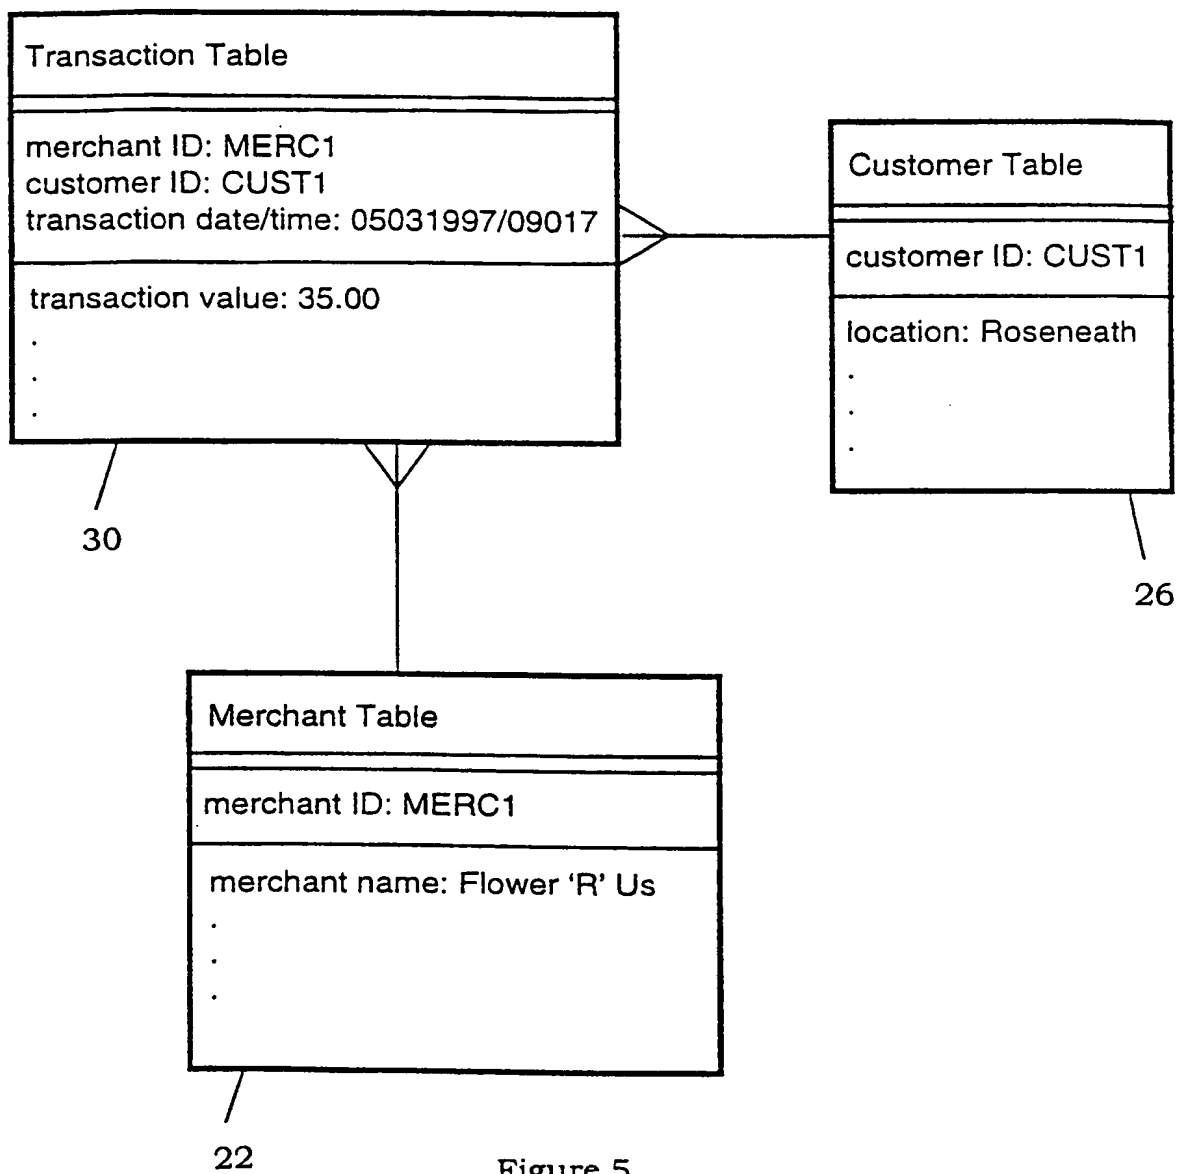 Transaction Table
merchant ID: MERC1
customer ID: CUST1
transaction date/time: 05031997/09017
transaction value: 35.00
.
.
.
30
Customer Table
customer ID: CUST1
location: Roseneath
.
.
.
26
Merchant Table
merchant ID: MERC1
merchant name: Flower ‘R’ Us
.
.
.
22
Figure 5